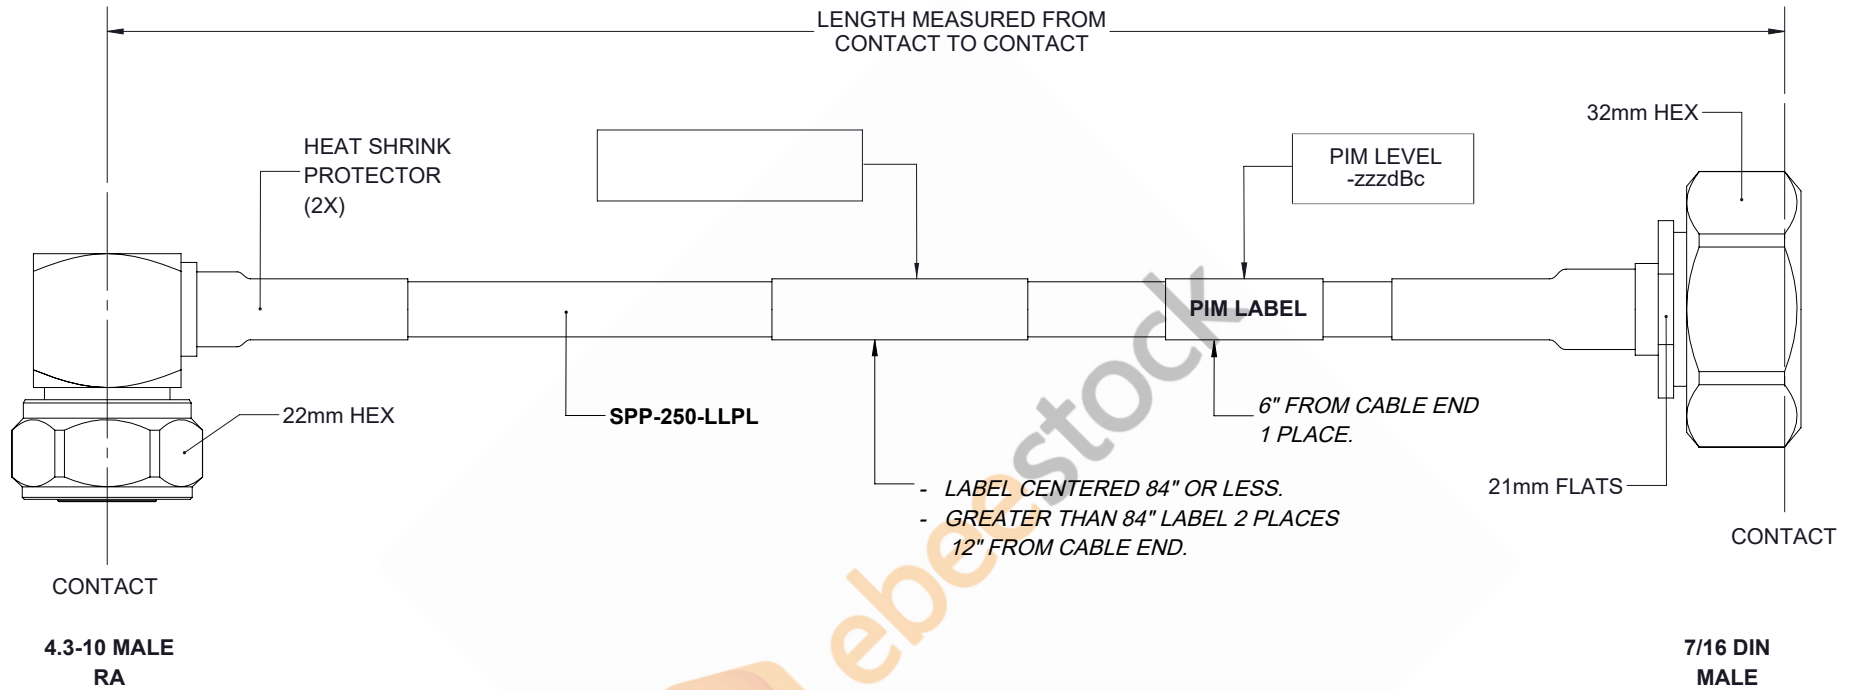 LENGTH MEASURED FROM
CONTACT TO CONTACT
32mm HEX
HEAT SHRINK
PROTECTOR
(2X)
PIM LEVEL
-zzzdBc
PIM LABEL
22mm HEX
SPP-250-LLPL
6" FROM CABLE END
1 PLACE.
- LABEL CENTERED 84" OR LESS.
- GREATER THAN 84" LABEL 2 PLACES
12" FROM CABLE END.
21mm FLATS
CONTACT
CONTACT
4.3-10 MALE
RA
7/16 DIN
MALE
ebeestock